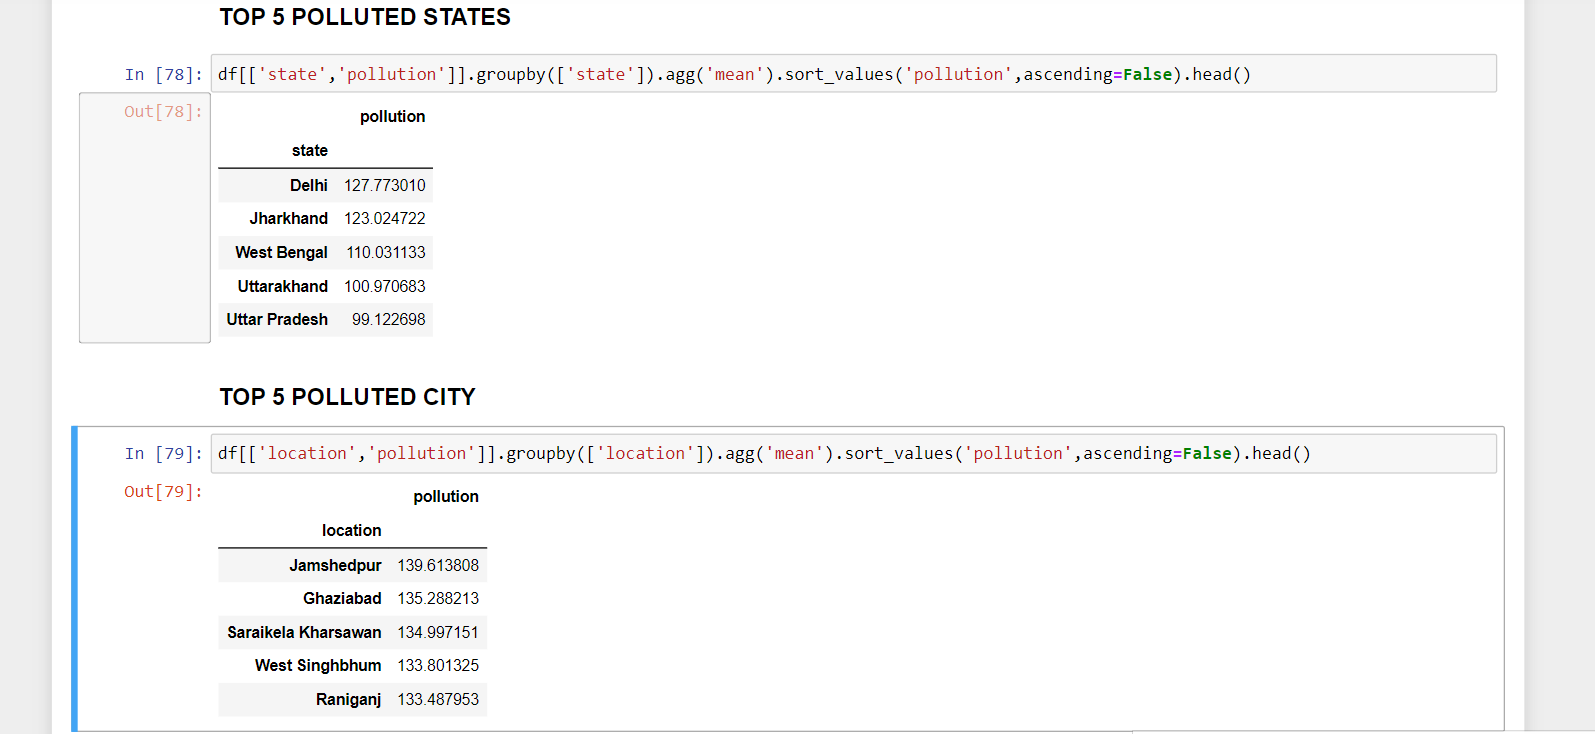 TOP 5 POLLUTED STATES
In [78]: df[['state','pollution']].groupby(['state']).agg('mean').sort_values('pollution',ascending=False).head()
Out[78]:
pollution
state
Delhi 127.773010
Jharkhand 123.024722
West Bengal 110.031133
Uttarakhand 100.970683
Uttar Pradesh 99.122698
TOP 5 POLLUTED CITY
In [79]: df[['location','pollution']].groupby(['location']).agg('mean').sort_values('pollution',ascending=False).head()
Out[79]:
pollution
location
Jamshedpur 139.613808
Ghaziabad 135.288213
Saraikela Kharsawan 134.997151
West Singhbhum 133.801325
Raniganj 133.487953